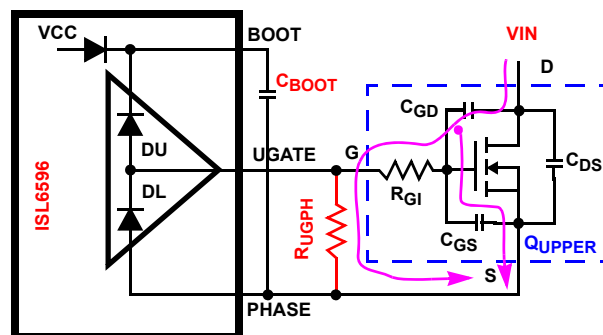 VCC
BOOT
VIN
D
CBOOT
CGD
DU
UGATE
G
CDS
DL
RGI
ISL6596
RUGPH
CGS
QUPPER
S
PHASE